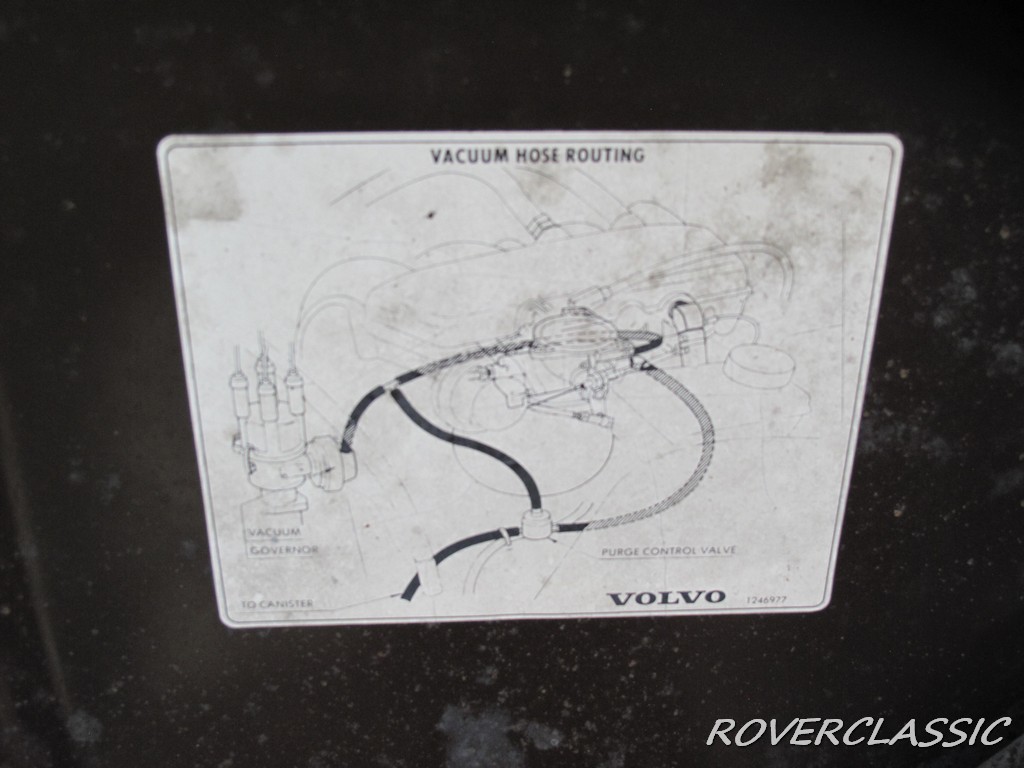 VACUUM HOSE ROUTING
VACUUM
GOVERNOR
PURGE CONTROL VALVE
TO CANISTER
VOLVO 1246977
ROVERCLASSIC